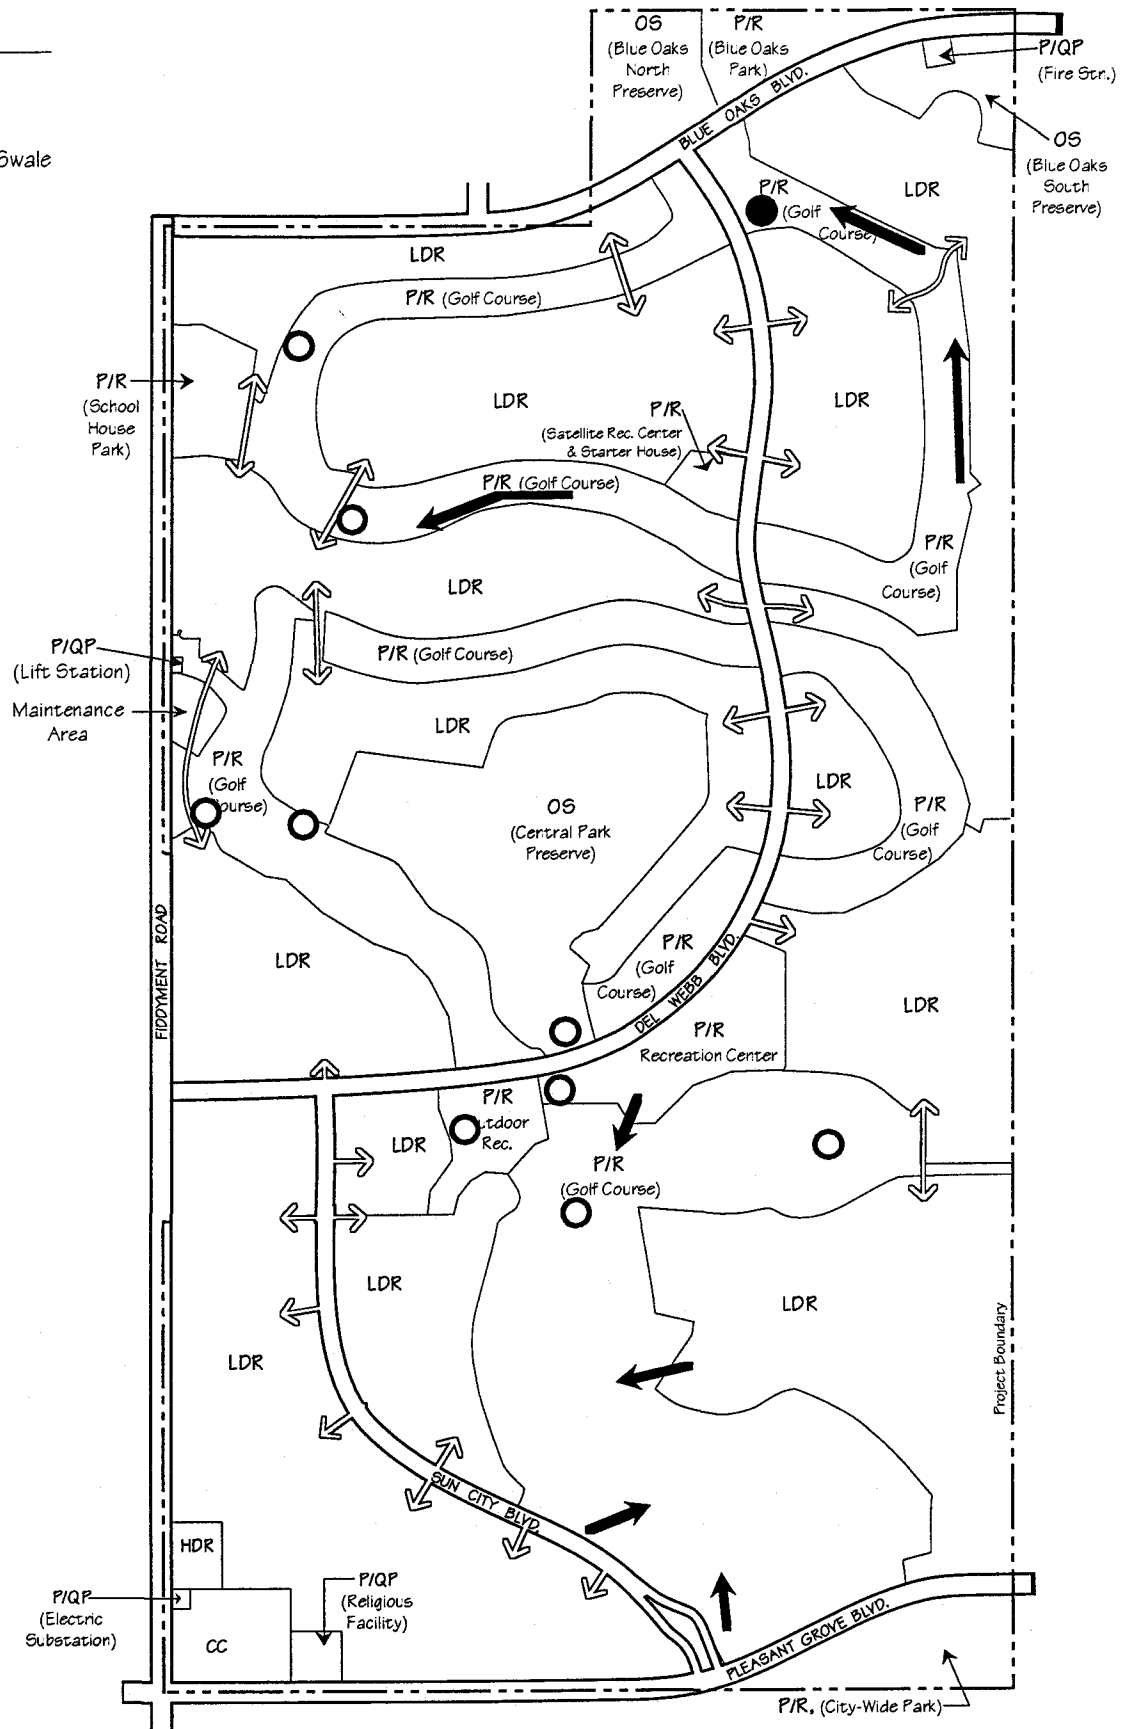 OS
(Blue Oaks
North
Preserve)
P/R
(Blue Oaks
Park)
P/QP
(Fire Stn.)
BLUE OAKS BLVD.
Swale
OS
(Blue Oaks
South
Preserve)
LDR
P/R
(Golf
Course)
LDR
P/R (Golf Course)
P/R
(School
House
Park)
LDR
LDR
P/R
(Satellite Rec. Center
& Starter House)
P/R (Golf Course)
P/R
(Golf
Course)
LDR
P/QP
(Lift Station)
P/R (Golf Course)
Maintenance
Area
LDR
P/R
(Golf
ourse)
LDR
OS
(Central Park
Preserve)
P/R
(Golf
Course)
FIDDYMENT ROAD
LDR
P/R
(Golf
Course)
DEL WEBB BLVD.
LDR
P/R
Recreation Center
P/R
utdoor
Rec.
LDR
P/R
(Golf Course)
LDR
LDR
LDR
Project Boundary
SUN CITY BLVD.
HDR
P/QP
(Electric
Substation)
P/QP
(Religious
Facility)
CC
PLEASANT GROVE BLVD.
P/R, (City-Wide Park)